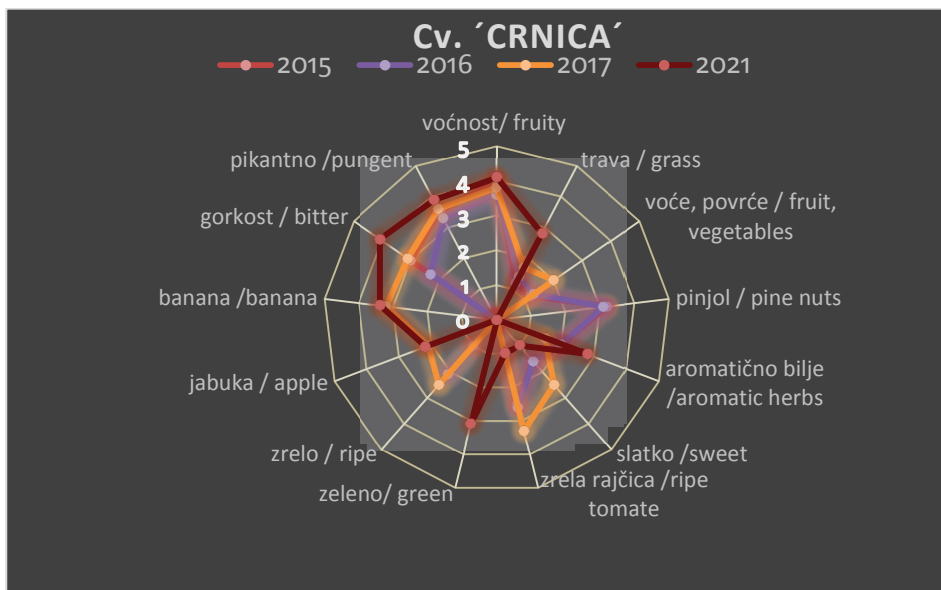 Cv. ´CRNICA´
2015 2016 2017 2021
voćnost/ fruity
trava / grass
voće, povrće / fruit,
vegetables
pinjol / pine nuts
aromatično bilje
/aromatic herbs
slatko /sweet
zrela rajčica /ripe
tomate
zeleno/ green
zrelo / ripe
jabuka / apple
banana /banana
gorkost / bitter
pikantno /pungent
5
4
3
2
1
0